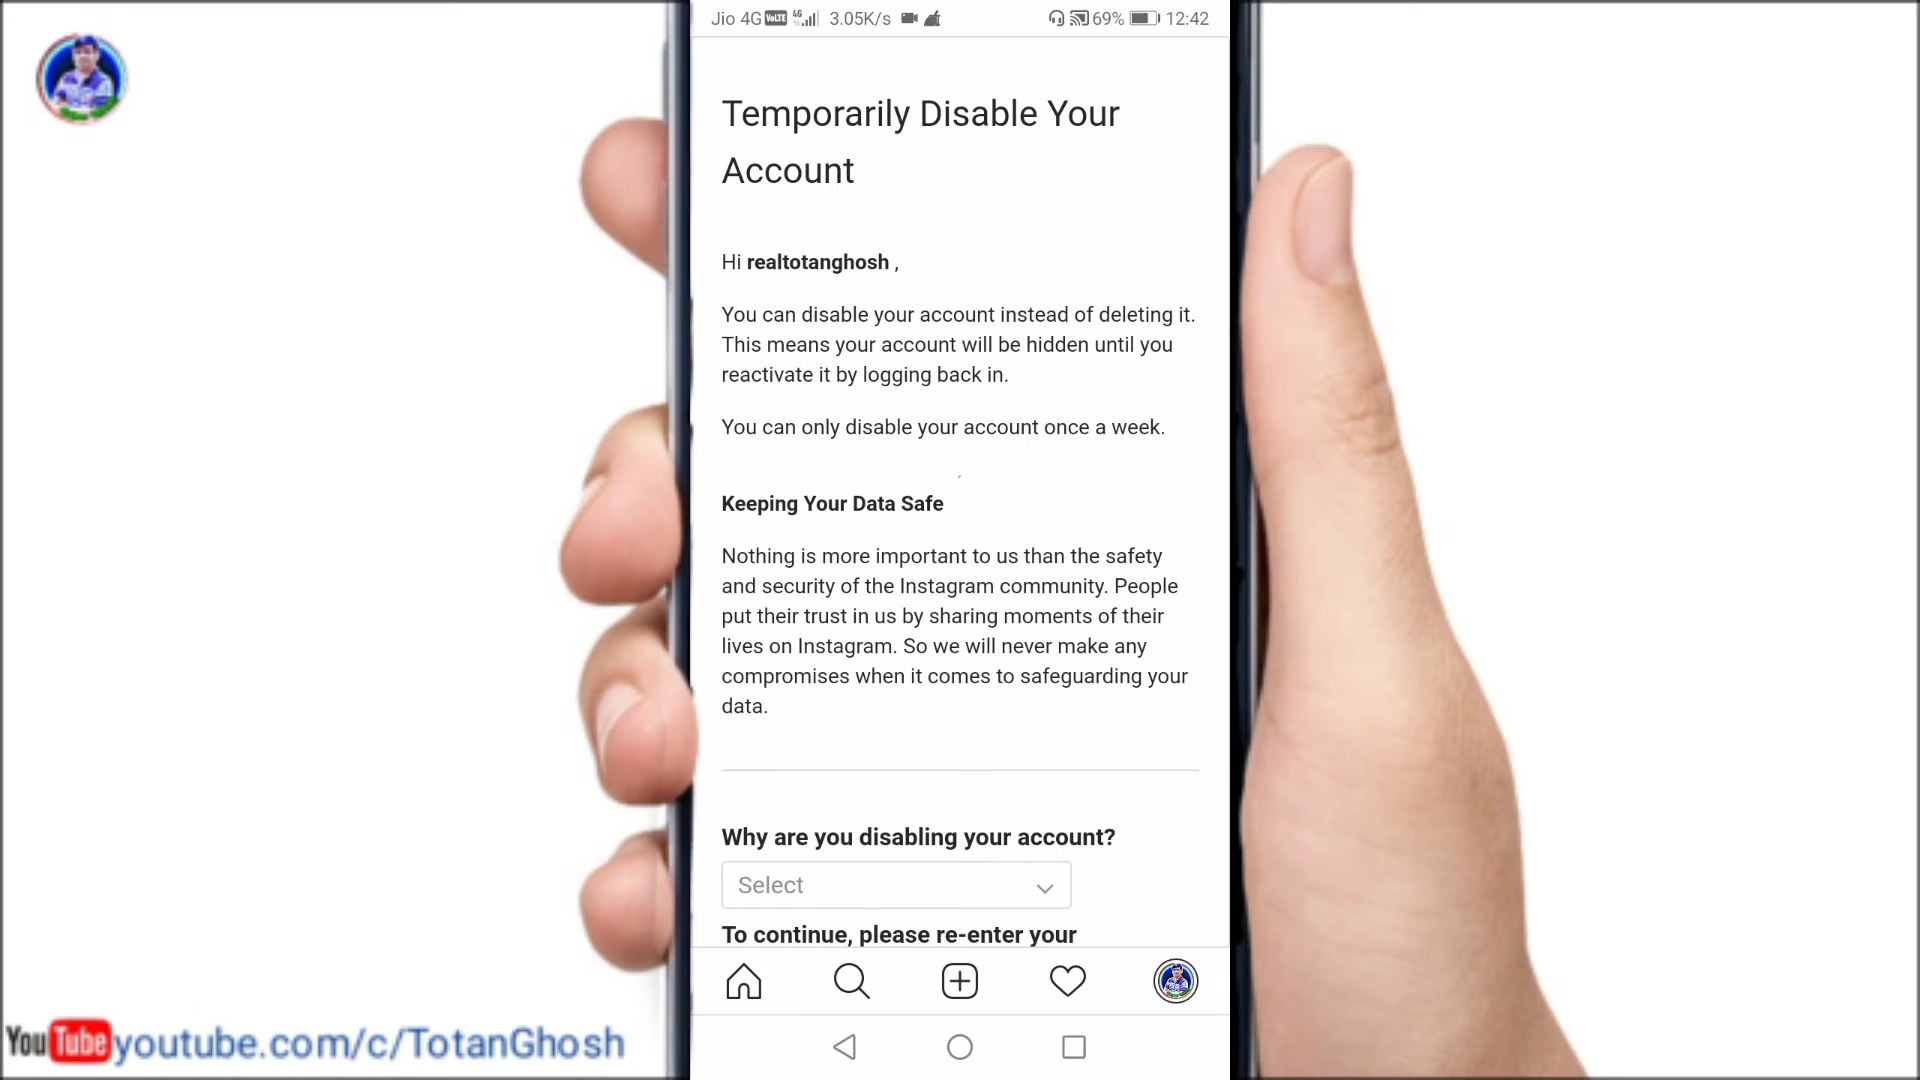 Jio 4G VoLTE 4G 3.05K/s 69% 12:42
Temporarily Disable Your
Account
Hi realtotanghosh ,
You can disable your account instead of deleting it.
This means your account will be hidden until you
reactivate it by logging back in.
You can only disable your account once a week.
Keeping Your Data Safe
Nothing is more important to us than the safety
and security of the Instagram community. People
put their trust in us by sharing moments of their
lives on Instagram. So we will never make any
compromises when it comes to safeguarding your
data.
Why are you disabling your account?
Select
To continue, please re-enter your
YouTube youtube.com/c/TotanGhosh